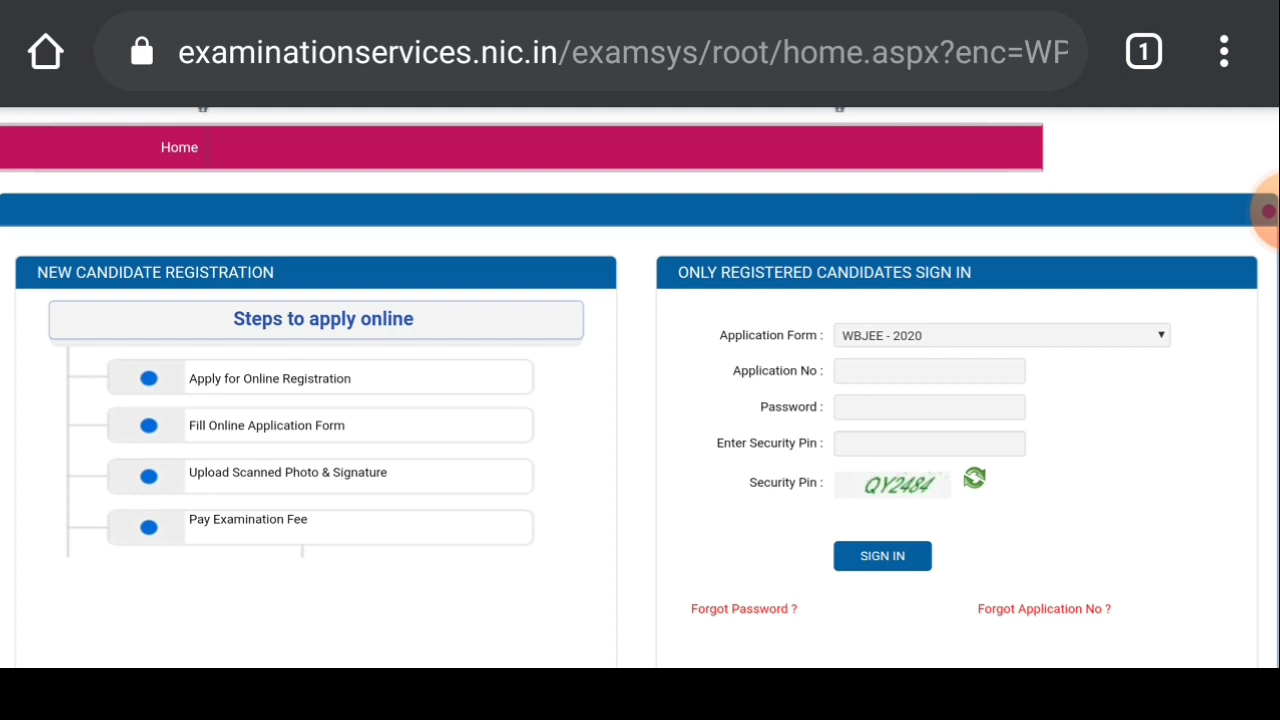 examinationservices.nic.in/examsys/root/home.aspx?enc=WP
1
Home
NEW CANDIDATE REGISTRATION
Steps to apply online
Apply for Online Registration
Fill Online Application Form
Upload Scanned Photo & Signature
Pay Examination Fee
ONLY REGISTERED CANDIDATES SIGN IN
Application Form : WBJEE - 2020
Application No :
Password :
Enter Security Pin :
Security Pin : QY2484
SIGN IN
Forgot Password ? Forgot Application No ?